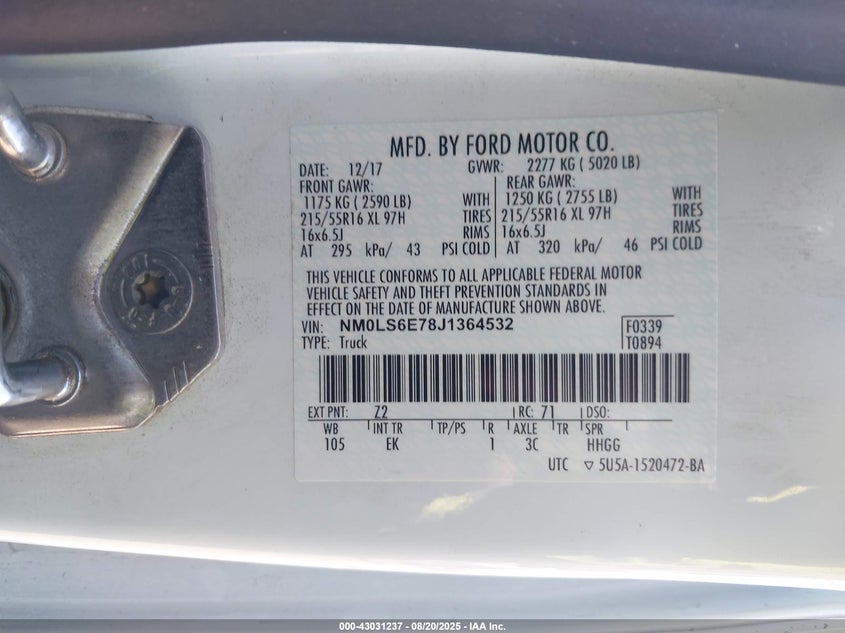 MFD. BY FORD MOTOR CO.
DATE: 12/17 GVWR: 2277 KG ( 5020 LB)
FRONT GAWR: REAR GAWR:
1175 KG ( 2590 LB) WITH 1250 KG ( 2755 LB) WITH
215/55R16 XL 97H TIRES 215/55R16 XL 97H TIRES
16x6.5J RIMS 16x6.5J RIMS
AT 295 kPa/ 43 PSI COLD AT 320 kPa/ 46 PSI COLD
THIS VEHICLE CONFORMS TO ALL APPLICABLE FEDERAL MOTOR
VEHICLE SAFETY AND THEFT PREVENTION STANDARDS IN
EFFECT ON THE DATE OF MANUFACTURE SHOWN ABOVE.
VIN: NM0LS6E78J1364532 F0339
TYPE: Truck T0894
EXT PNT: Z2 RC: 71 DSO:
WB INT TR TP/PS R AXLE TR SPR
105 EK 1 3C HHGG
UTC ▽ 5U5A-1520472-BA
000-43031237 - 08/20/2025 - IAA Inc.